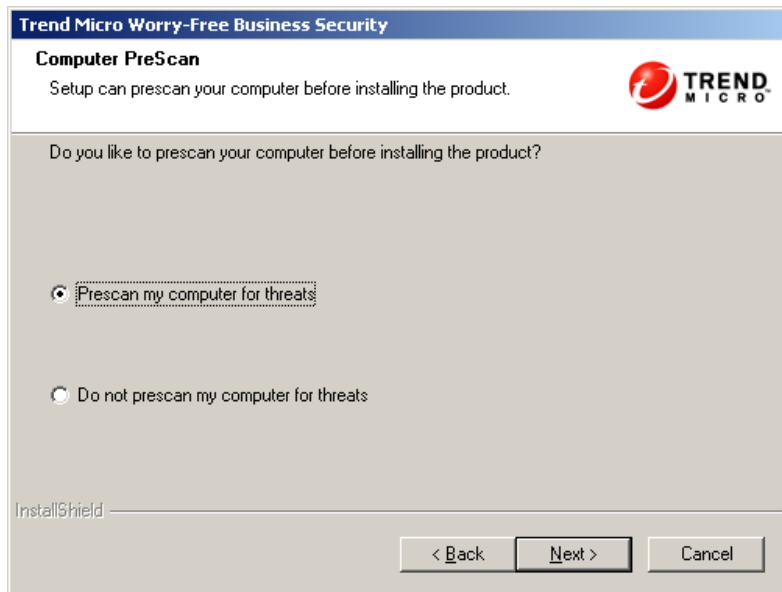 Trend Micro Worry-Free Business Security
Computer PreScan
Setup can prescan your computer before installing the product.
TREND
MICRO™
Do you like to prescan your computer before installing the product?
Prescan my computer for threats
Do not prescan my computer for threats
InstallShield
< Back
Next >
Cancel